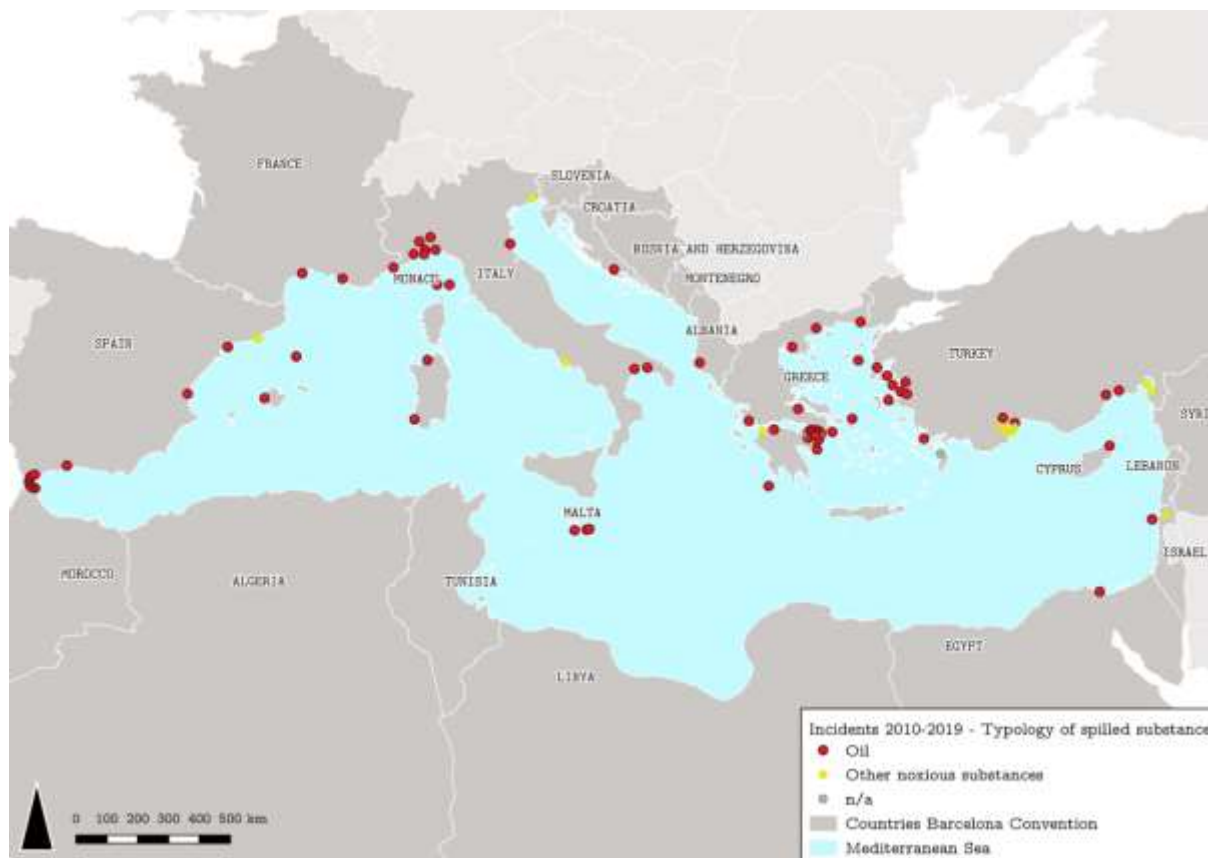 FRANCE
SLOVENIA
CROATIA
BOSNIA AND HERZEGOVINA
MONACO
ITALY
MONTENEGRO
SPAIN
ALBANIA
TURKEY
GREECE
SYRI
CYPRUS
LEBANON
MALTA
ISRAEL
MOROCCO
ALGERIA
TUNISIA
EGYPT
LIBYA
Incidents 2010-2019 - Typology of spilled substance
Oil
Other noxious substances
n/a
Countries Barcelona Convention
Mediterranean Sea
0 100 200 300 400 500 km